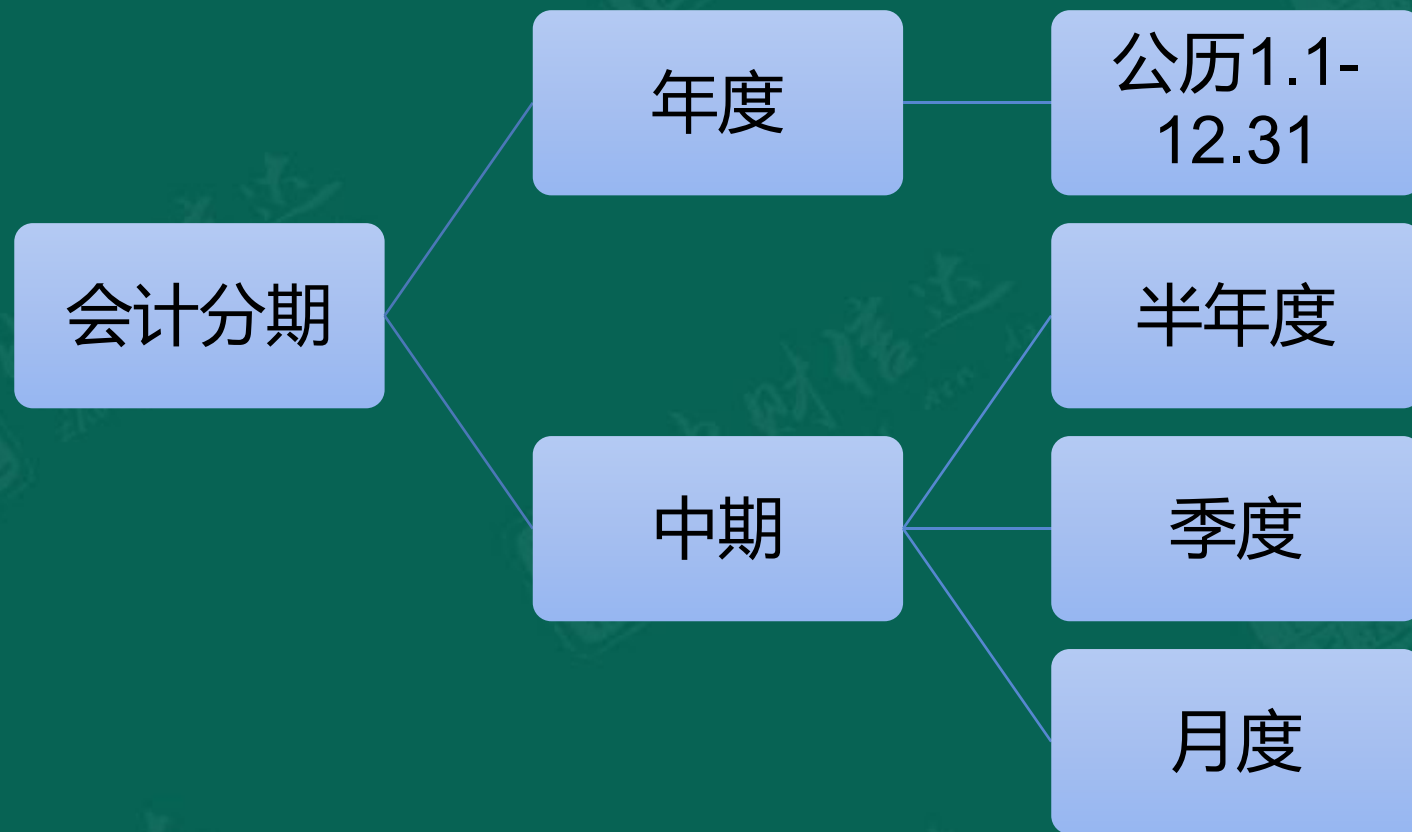 会计分期
年度
公历1.1-
12.31
中期
半年度
季度
月度